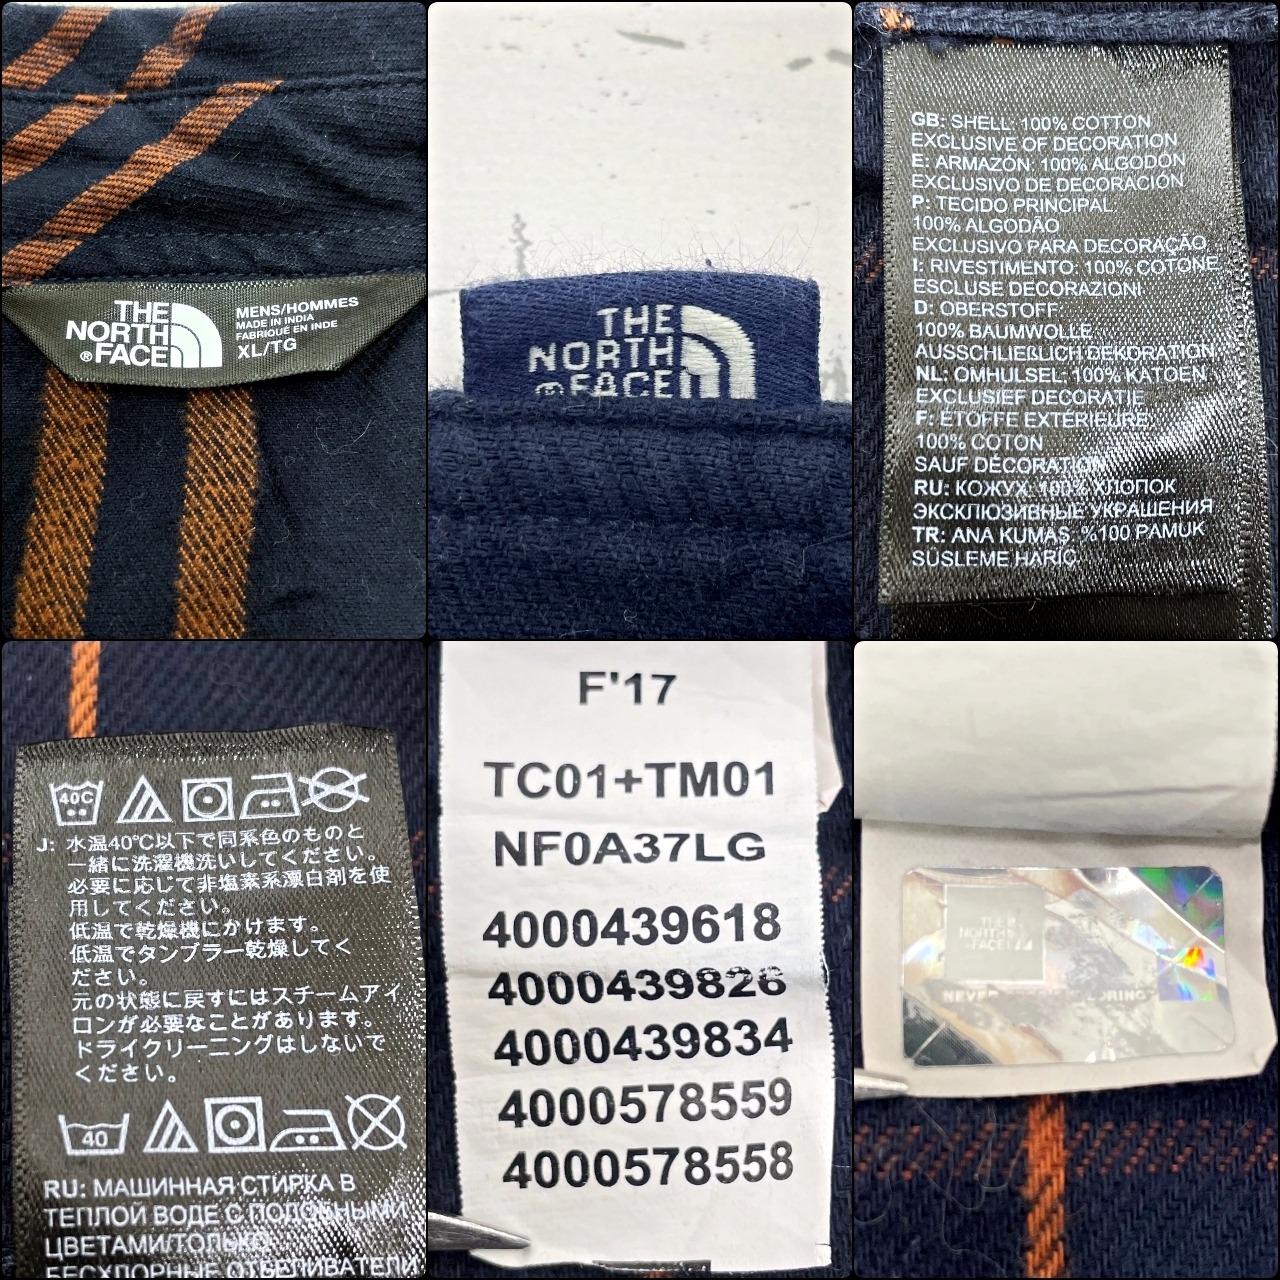 THE
NORTH
®FACE
MENS/HOMMES
MADE IN INDIA
FABRIQUÉ EN INDE
XL/TG
THE
NORTH
®FACE
GB: SHELL: 100% COTTON
EXCLUSIVE OF DECORATION
E: ARMAZÓN: 100% ALGODÓN
EXCLUSIVO DE DECORACIÓN
P: TECIDO PRINCIPAL:
100% ALGODÃO
EXCLUSIVO PARA DECORAÇÃO
I: RIVESTIMENTO: 100% COTONE
ESCLUSE DECORAZIONI
D: OBERSTOFF:
100% BAUMWOLLE
AUSSCHLIEßLICH DEKORATION
NL: OMHULSEL: 100% KATOEN
EXCLUSIEF DECORATIE
F: ÉTOFFE EXTÉRIEURE:
100% COTON
SAUF DÉCORATION
RU: КОЖУХ: 100% ХЛОПОК
ЭКСКЛЮЗИВНЫЕ УКРАШЕНИЯ
TR: ANA KUMAŞ: %100 PAMUK
SÜSLEME HARİÇ
40C
J: 水温40℃以下で同系色のものと
一緒に洗濯機洗いしてください。
必要に応じて非塩素系漂白剤を使
用してください。
低温で乾燥機にかけます。
低温でタンブラー乾燥してく
ださい。
元の状態に戻すにはスチームアイ
ロンが必要なことがあります。
ドライクリーニングはしないで
ください。
40
RU: МАШИННАЯ СТИРКА В
ТЕПЛОЙ ВОДЕ С ПОДОБНЫМИ
ЦВЕТАМИ/ТОЛЬКО
БЕСХЛОРНЫЕ ОТБЕЛИВАТЕЛИ
F'17
TC01+TM01
NF0A37LG
4000439618
4000439826
4000439834
4000578559
4000578558
THE
NORTH
FACE
NEVER